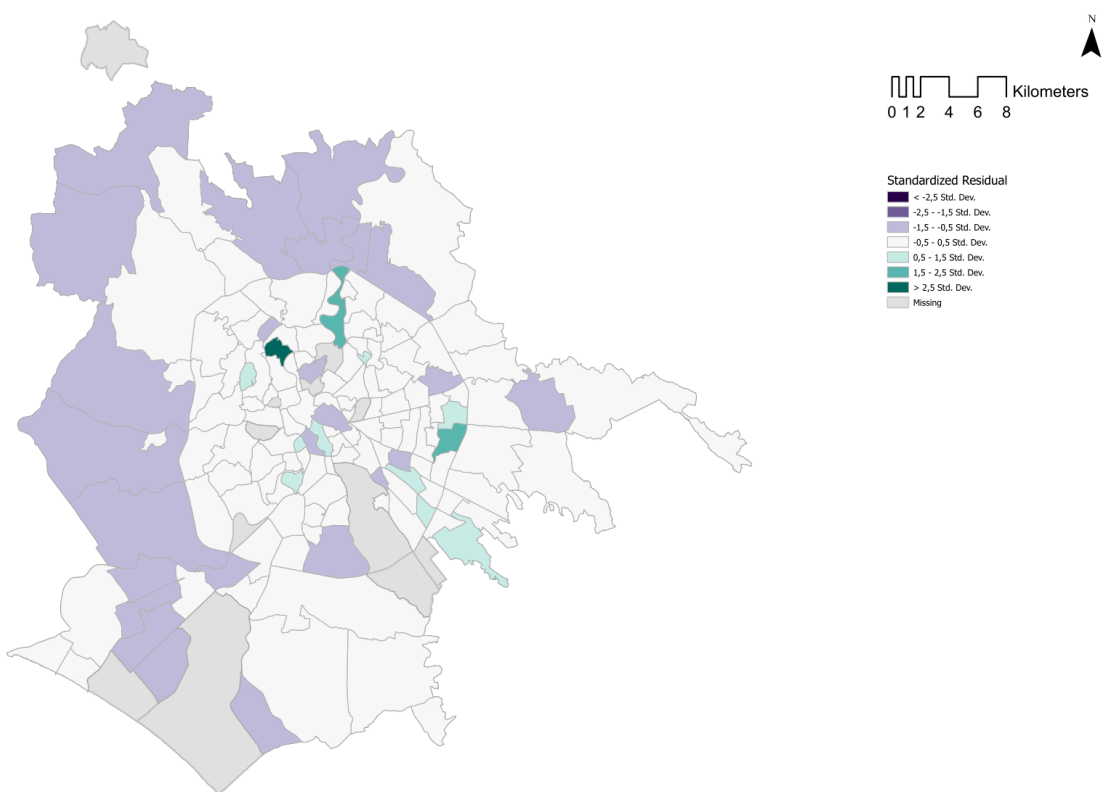 N
Kilometers
0 1 2 4 6 8
Standardized Residual
< -2,5 Std. Dev.
-2,5 - -1,5 Std. Dev.
-1,5 - -0,5 Std. Dev.
-0,5 - 0,5 Std. Dev.
0,5 - 1,5 Std. Dev.
1,5 - 2,5 Std. Dev.
> 2,5 Std. Dev.
Missing